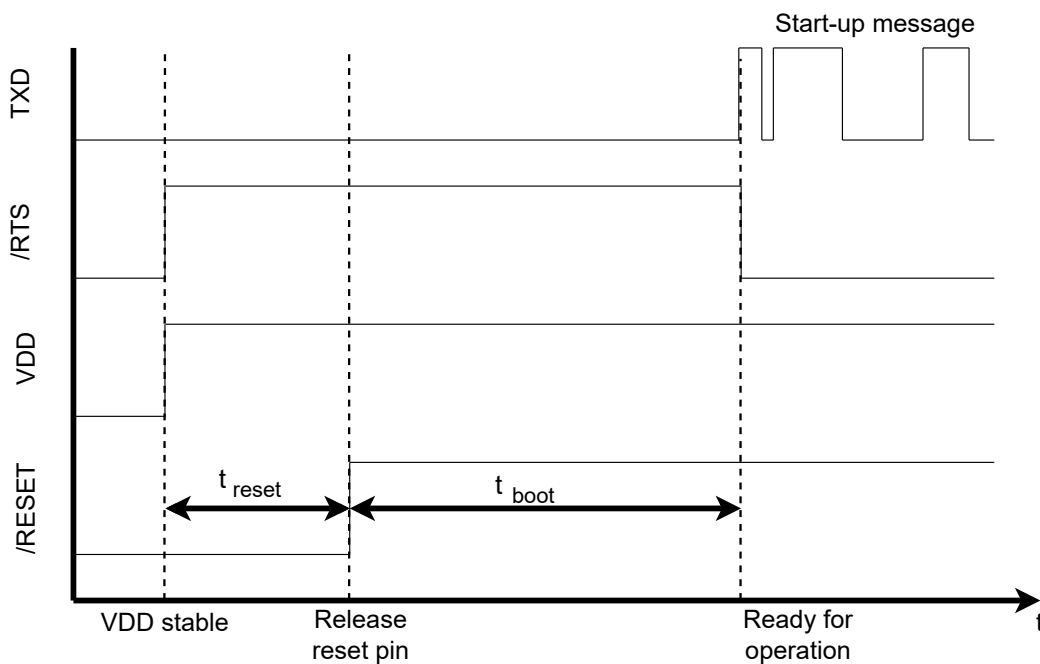 Start-up message
TXD
/RTS
VDD
/RESET
t reset
t boot
VDD stable
Release
reset pin
Ready for
operation
t